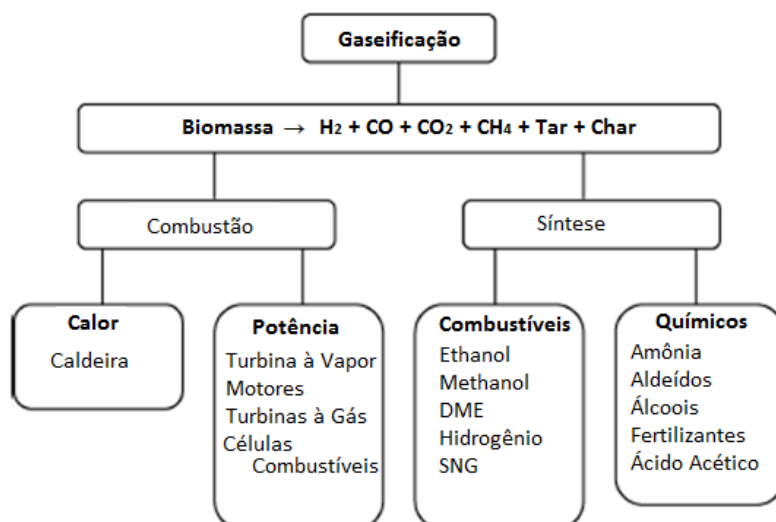 Gaseificação
Biomassa → H₂ + CO + CO₂ + CH₄ + Tar + Char
Combustão
Síntese
Calor
Caldeira
Potência
Turbina à Vapor
Motores
Turbinas à Gás
Células
Combustíveis
Combustíveis
Ethanol
Methanol
DME
Hidrogênio
SNG
Químicos
Amônia
Aldeídos
Álcoois
Fertilizantes
Ácido Acético